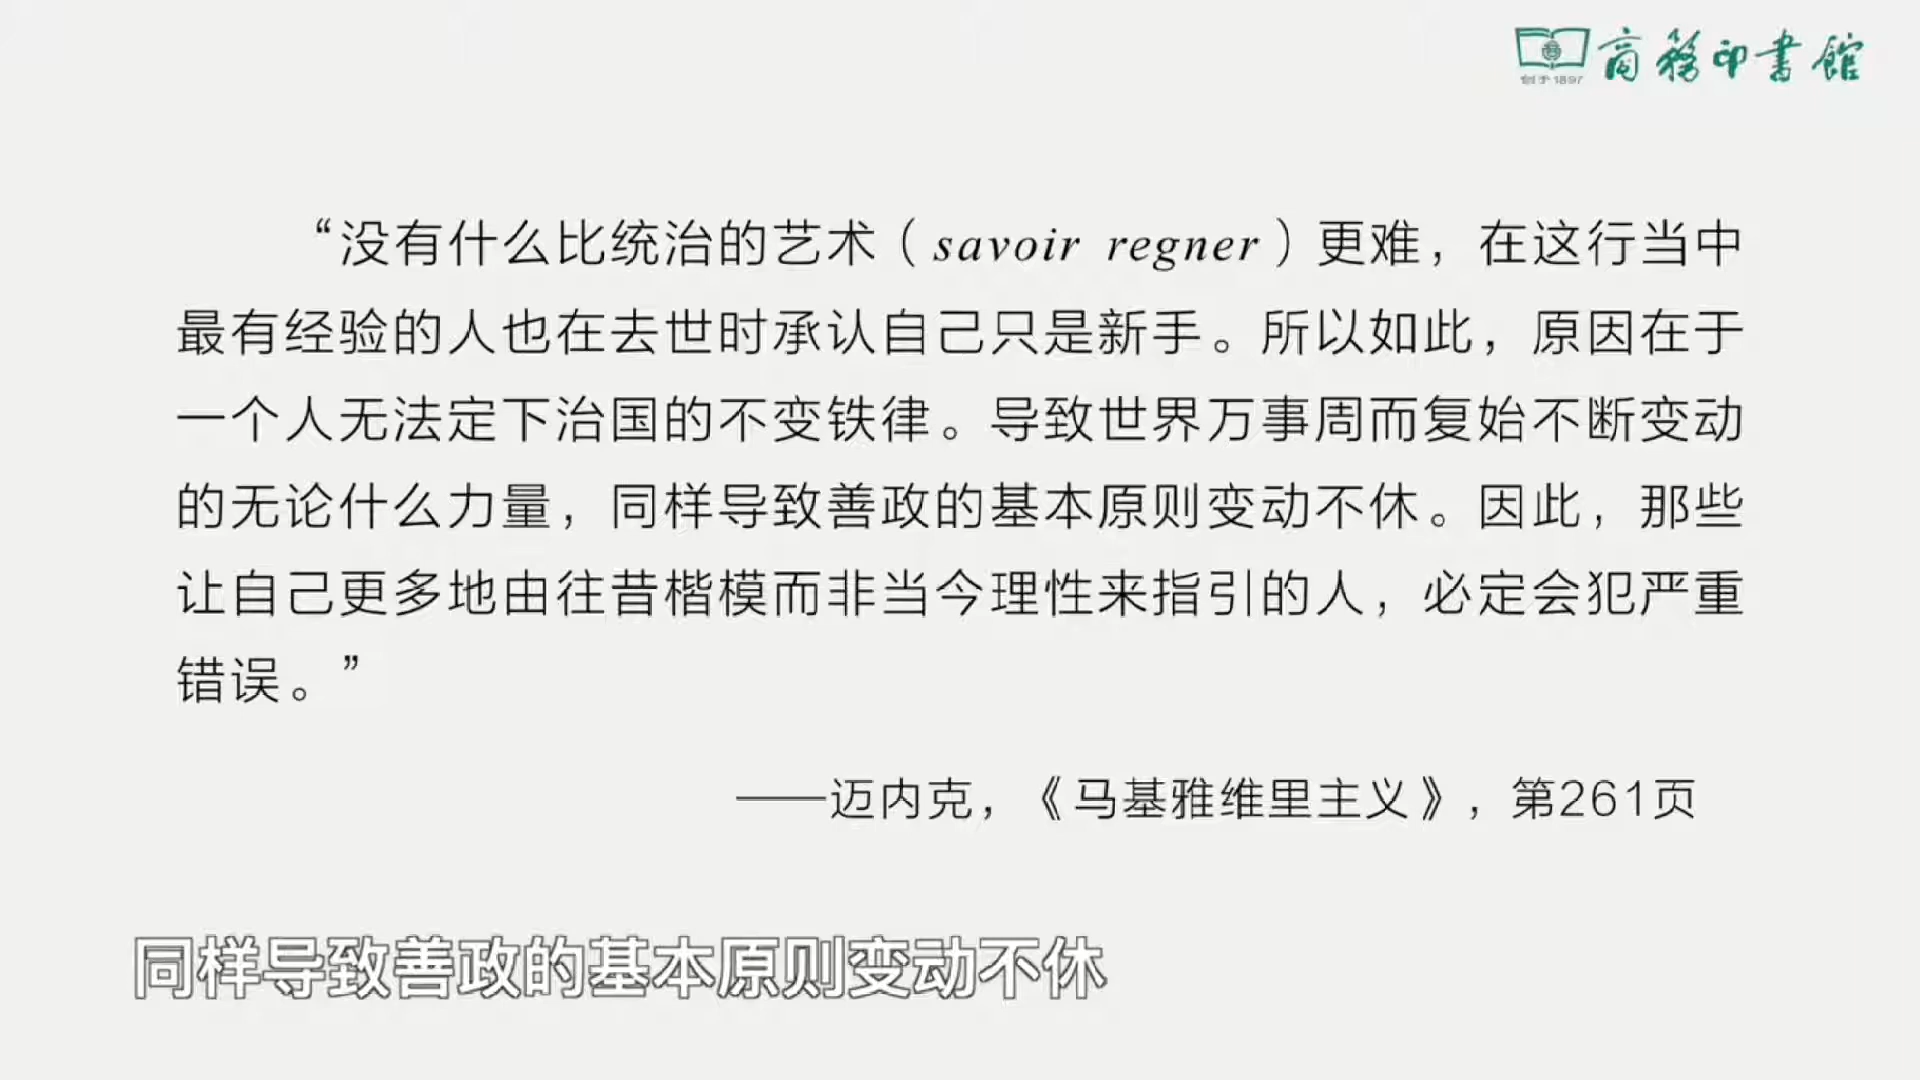 创于1897
商務印書館
“没有什么比统治的艺术（savoir regner）更难，在这行当中
最有经验的人也在去世时承认自己只是新手。所以如此，原因在于
一个人无法定下治国的不变铁律。导致世界万事周而复始不断变动
的无论什么力量，同样导致善政的基本原则变动不休。因此，那些
让自己更多地由往昔楷模而非当今理性来指引的人，必定会犯严重
错误。”
——迈内克，《马基雅维里主义》，第261页
同样导致善政的基本原则变动不休